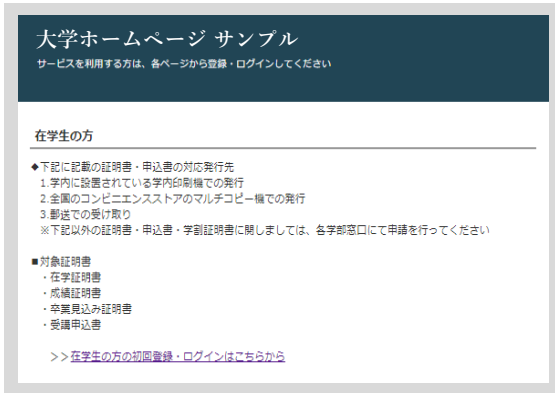 大学ホームページ サンプル
サービスを利用する方は、各ページから登録・ログインしてください
在学生の方
◆下記に記載の証明書・申込書の対応発行先
1.学内に設置されている学内印刷機での発行
2.全国のコンビニエンスストアのマルチコピー機での発行
3.郵送での受け取り
※下記以外の証明書・申込書・学割証明書に関しましては、各学部窓口にて申請を行ってください
■対象証明書
・在学証明書
・成績証明書
・卒業見込み証明書
・受講申込書
>>在学生の方の初回登録・ログインはこちらから